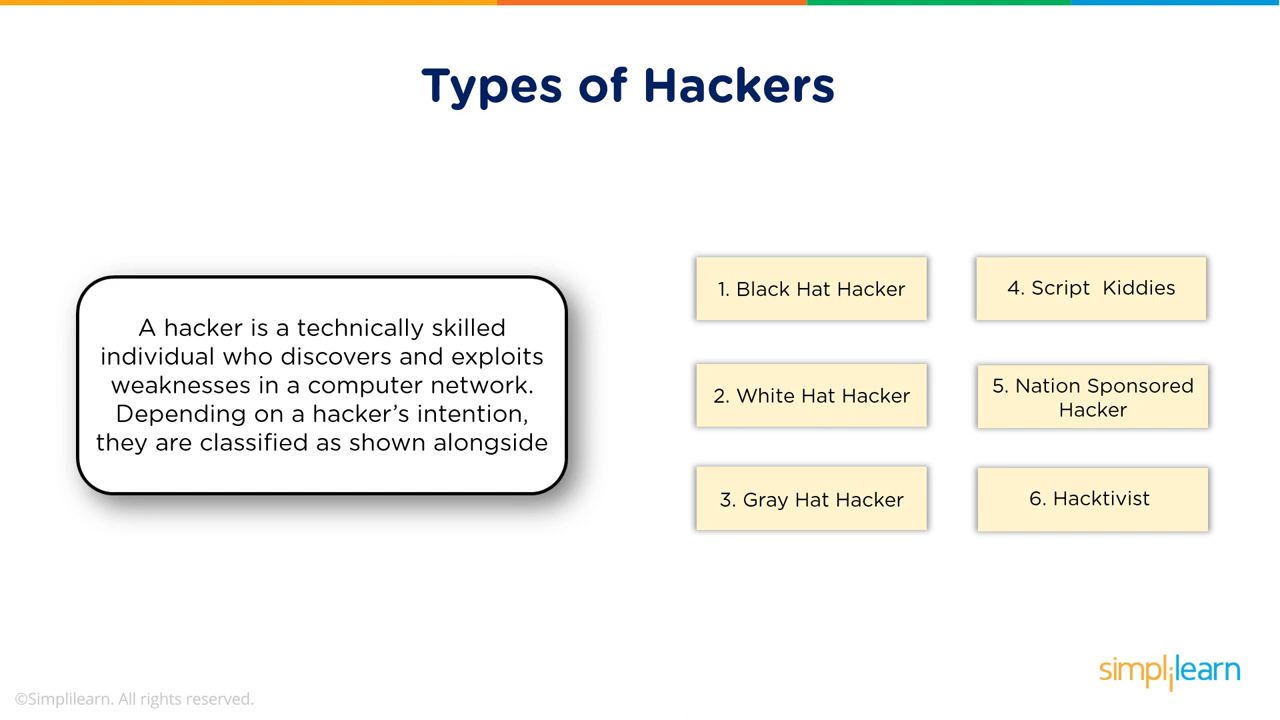 Types of Hackers
A hacker is a technically skilled
individual who discovers and exploits
weaknesses in a computer network.
Depending on a hacker’s intention,
they are classified as shown alongside
1. Black Hat Hacker
2. White Hat Hacker
3. Gray Hat Hacker
4. Script Kiddies
5. Nation Sponsored
Hacker
6. Hacktivist
simplilearn
©Simplilearn. All rights reserved.